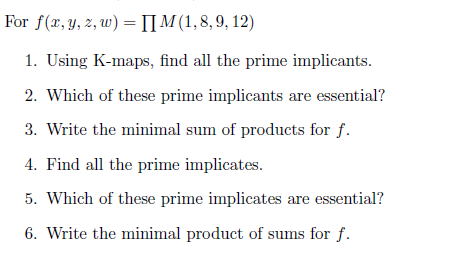 For f(x, y, z, w) = ∏ M(1, 8, 9, 12)
1. Using K-maps, find all the prime implicants.
2. Which of these prime implicants are essential?
3. Write the minimal sum of products for f.
4. Find all the prime implicates.
5. Which of these prime implicates are essential?
6. Write the minimal product of sums for f.